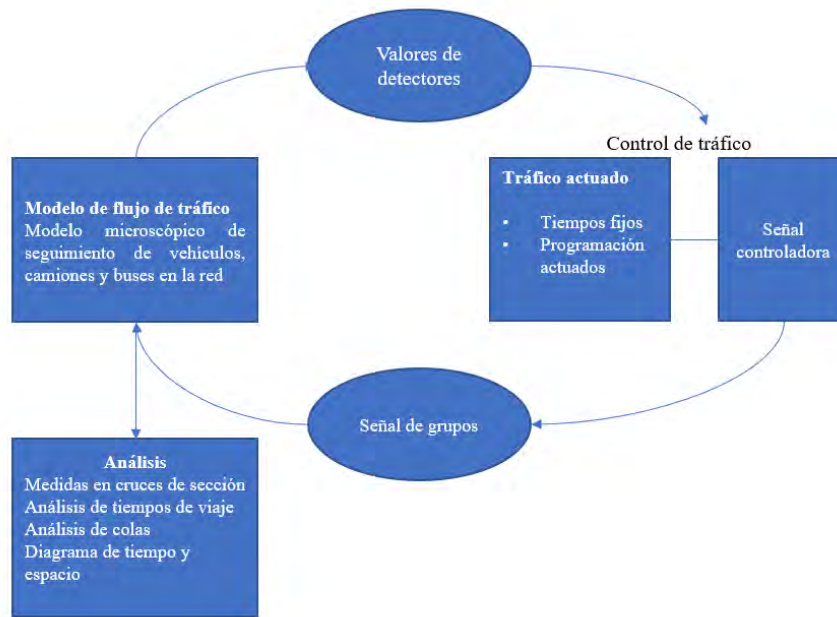 Valores de
detectores
Control de tráfico
Modelo de flujo de tráfico
Modelo microscópico de
seguimiento de vehículos,
camiones y buses en la red
Tráfico actuado
▪ Tiempos fijos
▪ Programación
actuados
Señal
controladora
Señal de grupos
Análisis
Medidas en cruces de sección
Análisis de tiempos de viaje
Análisis de colas
Diagrama de tiempo y
espacio